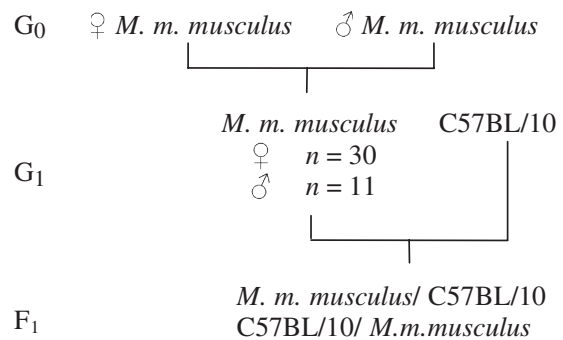 G0 ♀ M. m. musculus ♂ M. m. musculus
M. m. musculus C57BL/10
♀ n = 30
G1
♂ n = 11
M. m. musculus/ C57BL/10
F1
C57BL/10/ M.m.musculus